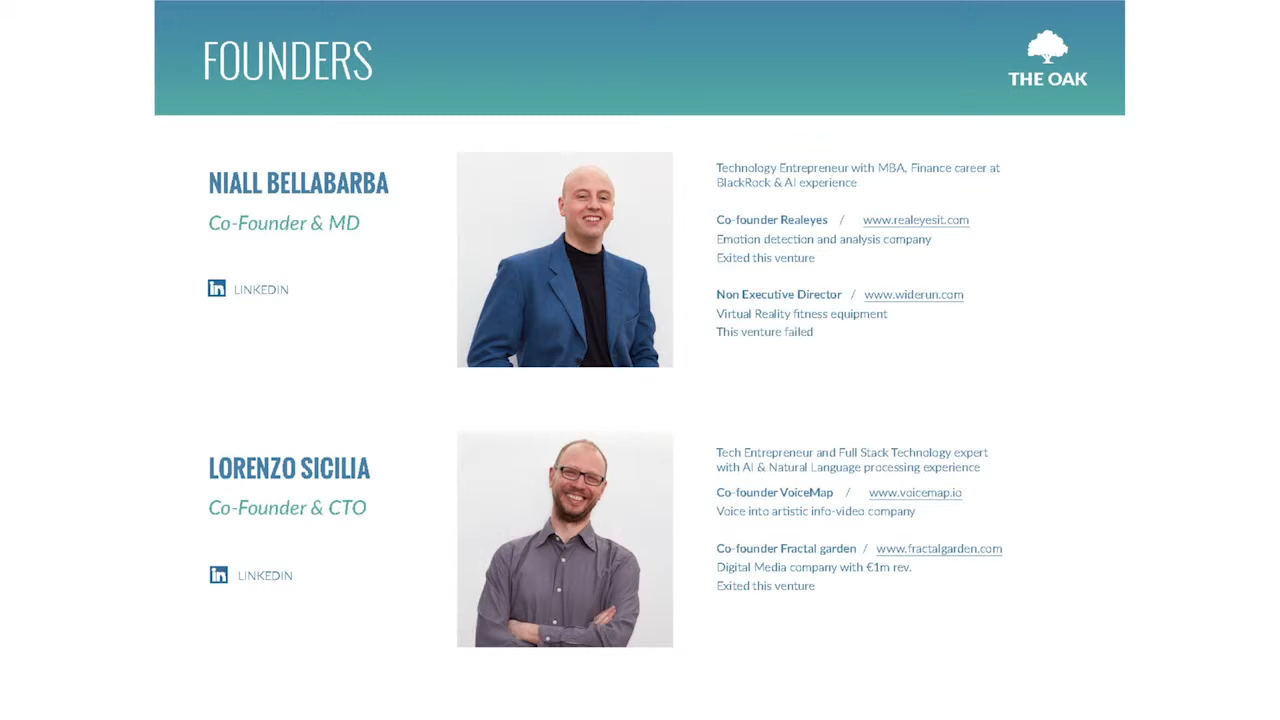 FOUNDERS
THE OAK
NIALL BELLABARBA
Co-Founder & MD
in LINKEDIN
Technology Entrepreneur with MBA, Finance career at
BlackRock & AI experience
Co-founder Realeyes / www.realeyesit.com
Emotion detection and analysis company
Exited this venture
Non Executive Director / www.widerun.com
Virtual Reality fitness equipment
This venture failed
LORENZO SICILIA
Co-Founder & CTO
in LINKEDIN
Tech Entrepreneur and Full Stack Technology expert
with AI & Natural Language processing experience
Co-founder VoiceMap / www.voicemap.io
Voice into artistic info-video company
Co-founder Fractal garden / www.fractalgarden.com
Digital Media company with €1m rev.
Exited this venture